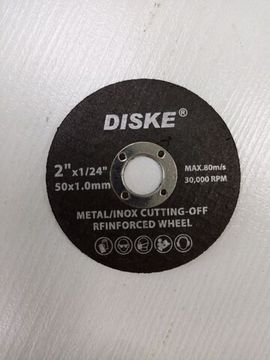 DISKE®
2" x1/24"
50x1.0mm
MAX.80m/s
30,000 RPM
METAL/INOX CUTTING-OFF
RFINFORCED WHEEL